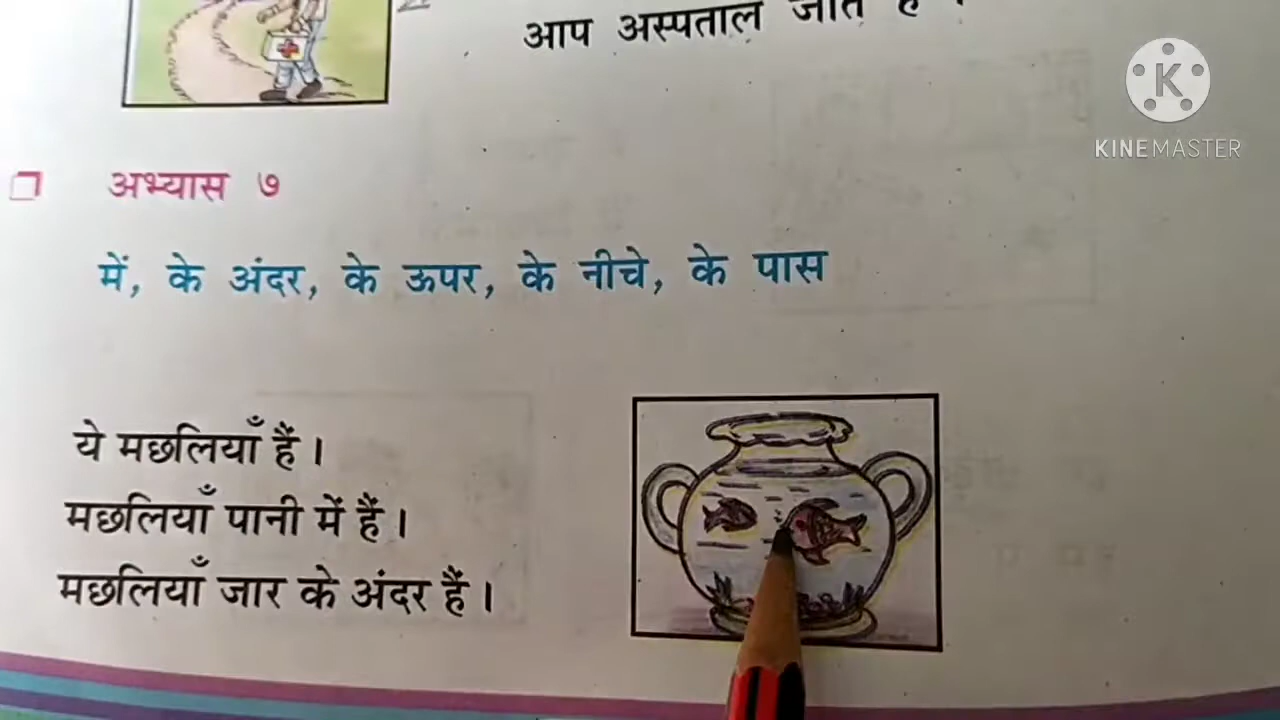 आप अस्पताल जाते हैं ।
K
KINEMASTER
अभ्यास ७
में, के अंदर, के ऊपर, के नीचे, के पास
ये मछलियाँ हैं ।
मछलियाँ पानी में हैं ।
मछलियाँ जार के अंदर हैं ।